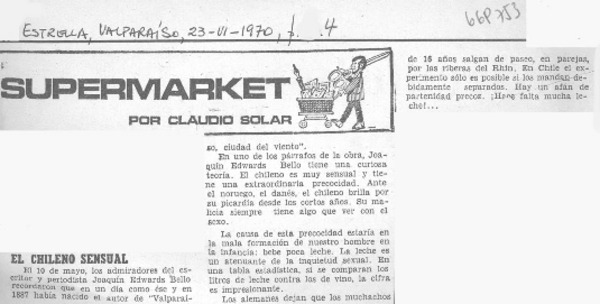 ESTRELLA, VALPARAÍSO, 23-VI-1970, p. 4
668753
SUPERMARKET
POR CLAUDIO SOLAR
EL CHILENO SENSUAL
El 10 de mayo, los admiradores del es-
critor y periodista Joaquín Edwards Bello
recordaron que en un día como ése y en
1887 había nacido el autor de "Valparaí-
so, ciudad del viento".
En uno de los párrafos de la obra, Joa-
quín Edwards Bello tiene una curiosa
teoría. El chileno es muy sensual y tie-
ne una extraordinaria precocidad. Ante
el noruego, el danés, el chileno brilla por
su picardía desde los cortos años. Su ma-
licia siempre tiene algo que ver con el
sexo.
La causa de esta precocidad estaría en
la mala formación de nuestro hombre en
la infancia: bebe poca leche. La leche es
un atenuante de la inquietud sexual. En
una tabla estadística, si se comparan los
litros de leche contra los de vino, la cifra
es impresionante.
Los alemanes dejan que los muchachos
de 16 años salgan de paseo, en parejas,
por las riberas del Rhin. En Chile el ex-
perimento sólo es posible si los mandan de-
bidamente separados. Hay un afán de
partenidad precoz. ¡Hace falta mucha le-
che!...